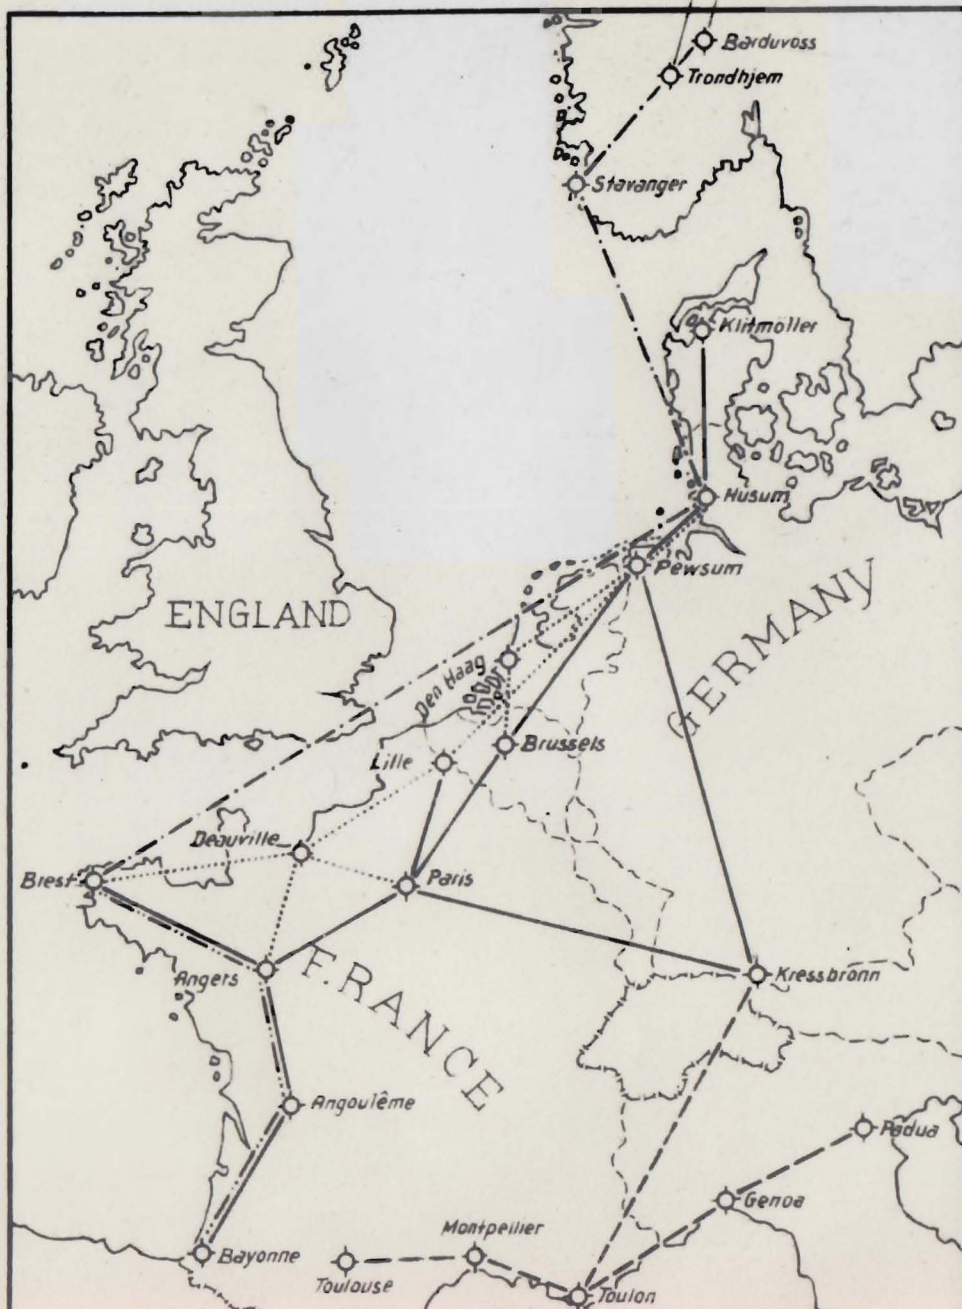 Barduvoss
Trondhjem
Stavanger
Klitmöller
Husum
Pewsum
ENGLAND
GERMANY
Den Haag
Brussels
Lille
Deauville
Brest
Paris
Angers
FRANCE
Kressbronn
Angoulême
Padua
Genoa
Montpellier
Bayonne
Toulouse
Toulon